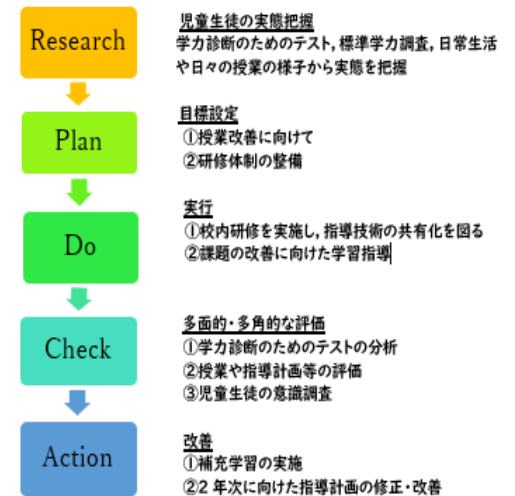 Research
児童生徒の実態把握
学力診断のためのテスト,標準学力調査,日常生活
や日々の授業の様子から実態を把握
Plan
目標設定
①授業改善に向けて
②研修体制の整備
Do
実行
①校内研修を実施し,指導技術の共有化を図る
②課題の改善に向けた学習指導
Check
多面的・多角的な評価
①学力診断のためのテストの分析
②授業や指導計画等の評価
③児童生徒の意識調査
Action
改善
①補充学習の実施
②2年次に向けた指導計画の修正・改善